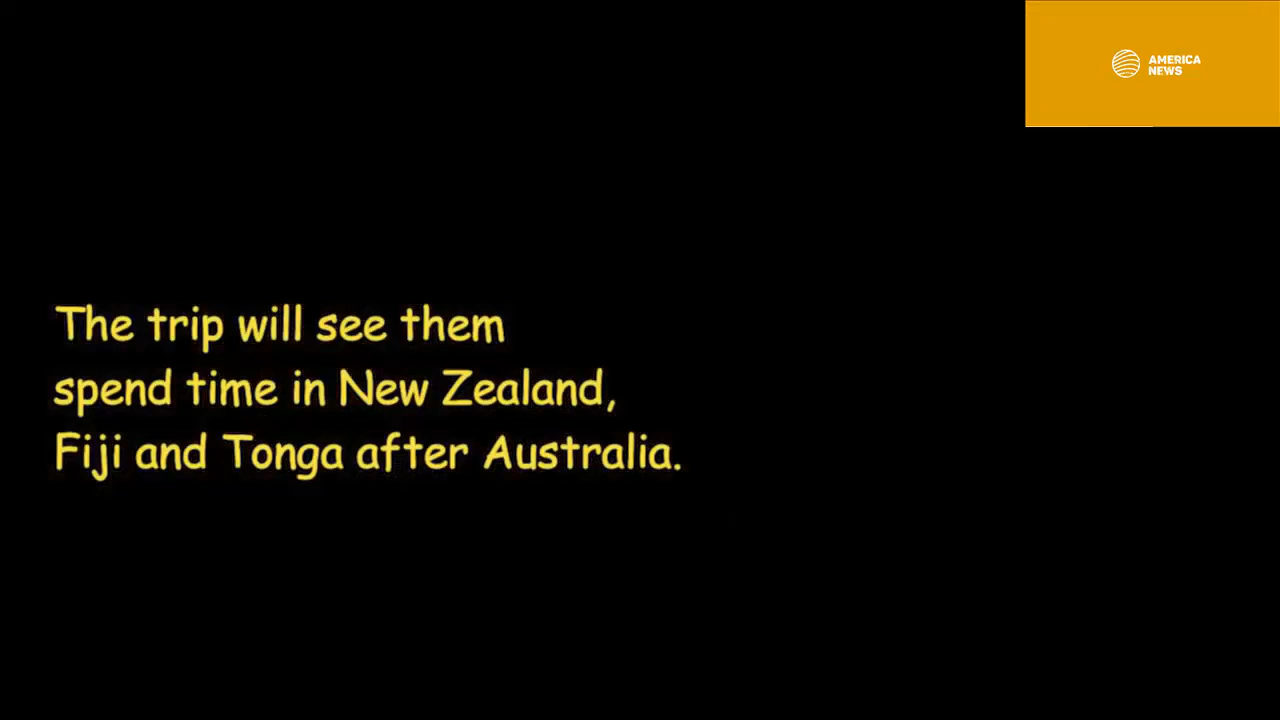 AMERICA
NEWS
The trip will see them
spend time in New Zealand,
Fiji and Tonga after Australia.